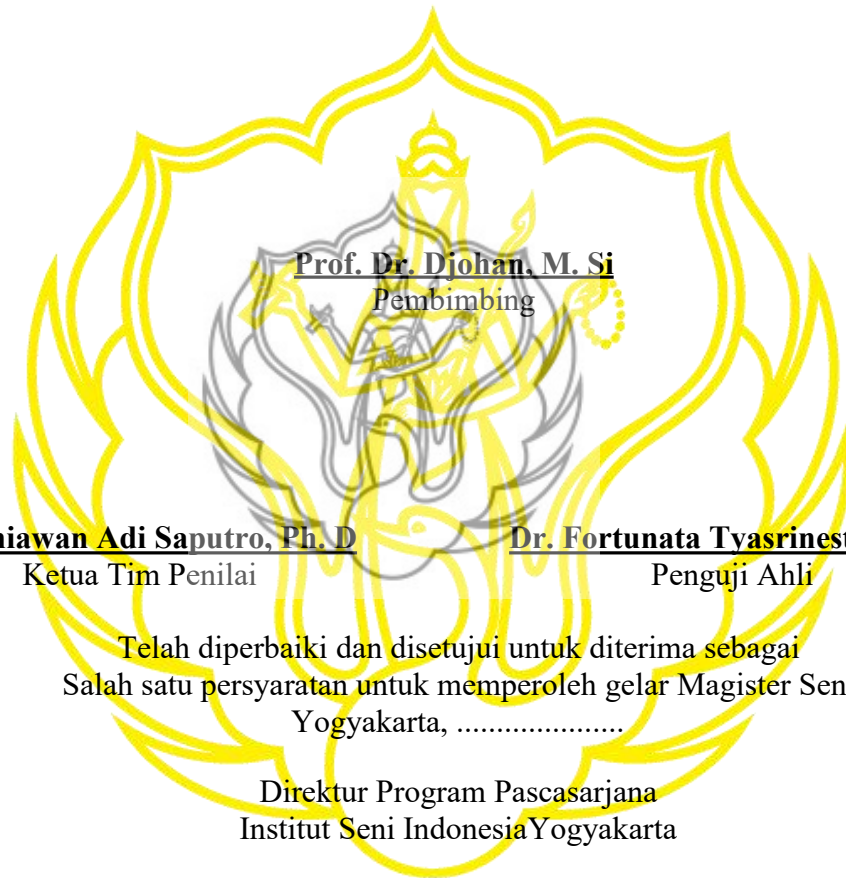 Prof. Dr. Djohan, M. Si
Pembimbing
niawan Adi Saputro, Ph. D
Dr. Fortunata Tyasrinest
Ketua Tim Penilai
Penguji Ahli
Telah diperbaiki dan disetujui untuk diterima sebagai
Salah satu persyaratan untuk memperoleh gelar Magister Sen
Yogyakarta, .....................
Direktur Program Pascasarjana
Institut Seni IndonesiaYogyakarta